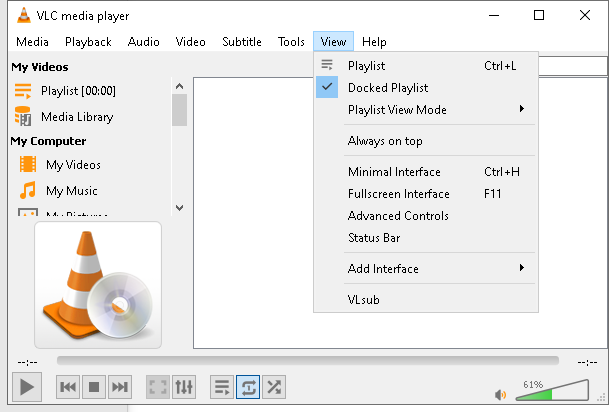 VLC media player
Media Playback Audio Video Subtitle Tools View Help
My Videos
Playlist [00:00]
Media Library
My Computer
My Videos
My Music
My Pictures
Playlist Ctrl+L
Docked Playlist
Playlist View Mode
Always on top
Minimal Interface Ctrl+H
Fullscreen Interface F11
Advanced Controls
Status Bar
Add Interface
VLsub
--:-- --:--
61%